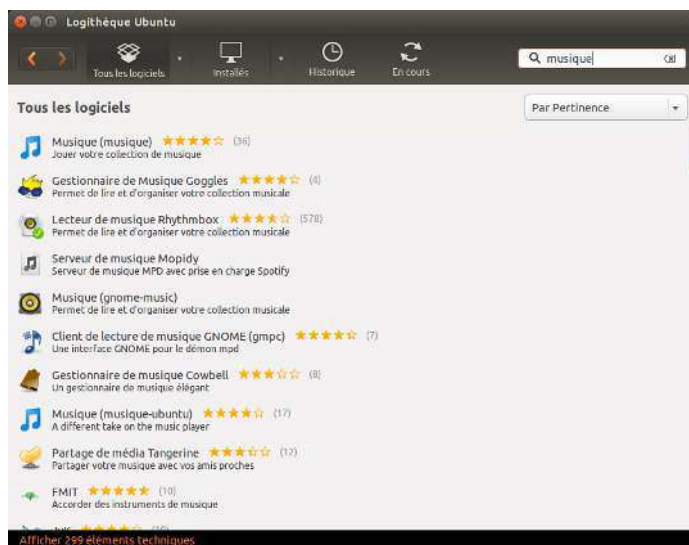 Logithèque Ubuntu
Tous les logiciels
Installés
Historique
En cours
musique
Tous les logiciels
Par Pertinence
Musique (musique) (36)
Jouer votre collection de musique
Gestionnaire de Musique Goggles (4)
Permet de lire et d'organiser votre collection musicale
Lecteur de musique Rhythmbox (578)
Permet de lire et d'organiser votre collection musicale
Serveur de musique Mopidy
Serveur de musique MPD avec prise en charge Spotify
Musique (gnome-music)
Permet de lire et d'organiser votre collection musicale
Client de lecture de musique GNOME (gmpc) (7)
Une interface GNOME pour le démon mpd
Gestionnaire de musique Cowbell (8)
Un gestionnaire de musique élégant
Musique (musique-ubuntu) (17)
A different take on the music player
Partage de média Tangerine (12)
Partager votre musique avec vos amis proches
FMIT (10)
Accorder des instruments de musique
Afficher 299 éléments techniques